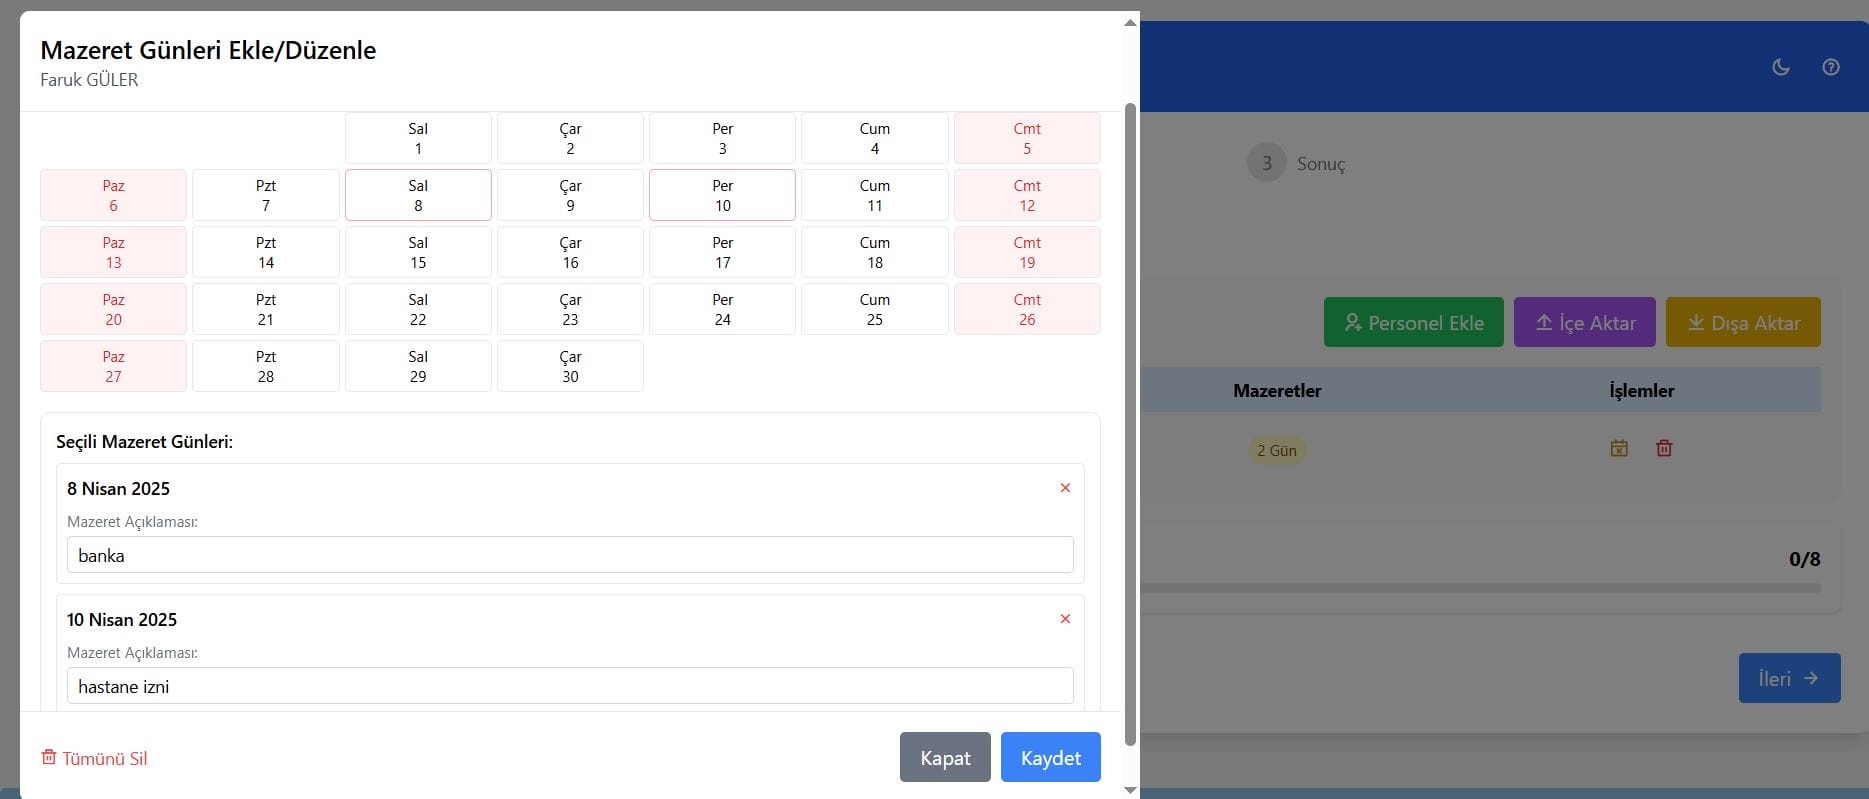 Mazeret Günleri Ekle/Düzenle
Faruk GÜLER
Sal Çar Per Cum Cmt
1 2 3 4 5
Paz Pzt Sal Çar Per Cum Cmt
6 7 8 9 10 11 12
Paz Pzt Sal Çar Per Cum Cmt
13 14 15 16 17 18 19
Paz Pzt Sal Çar Per Cum Cmt
20 21 22 23 24 25 26
Paz Pzt Sal Çar
27 28 29 30
Seçili Mazeret Günleri:
8 Nisan 2025
Mazeret Açıklaması:
banka
10 Nisan 2025
Mazeret Açıklaması:
hastane izni
Tümünü Sil
Kapat
Kaydet
3 Sonuç
Personel Ekle
İçe Aktar
Dışa Aktar
Mazeretler İşlemler
2 Gün
0/8
İleri